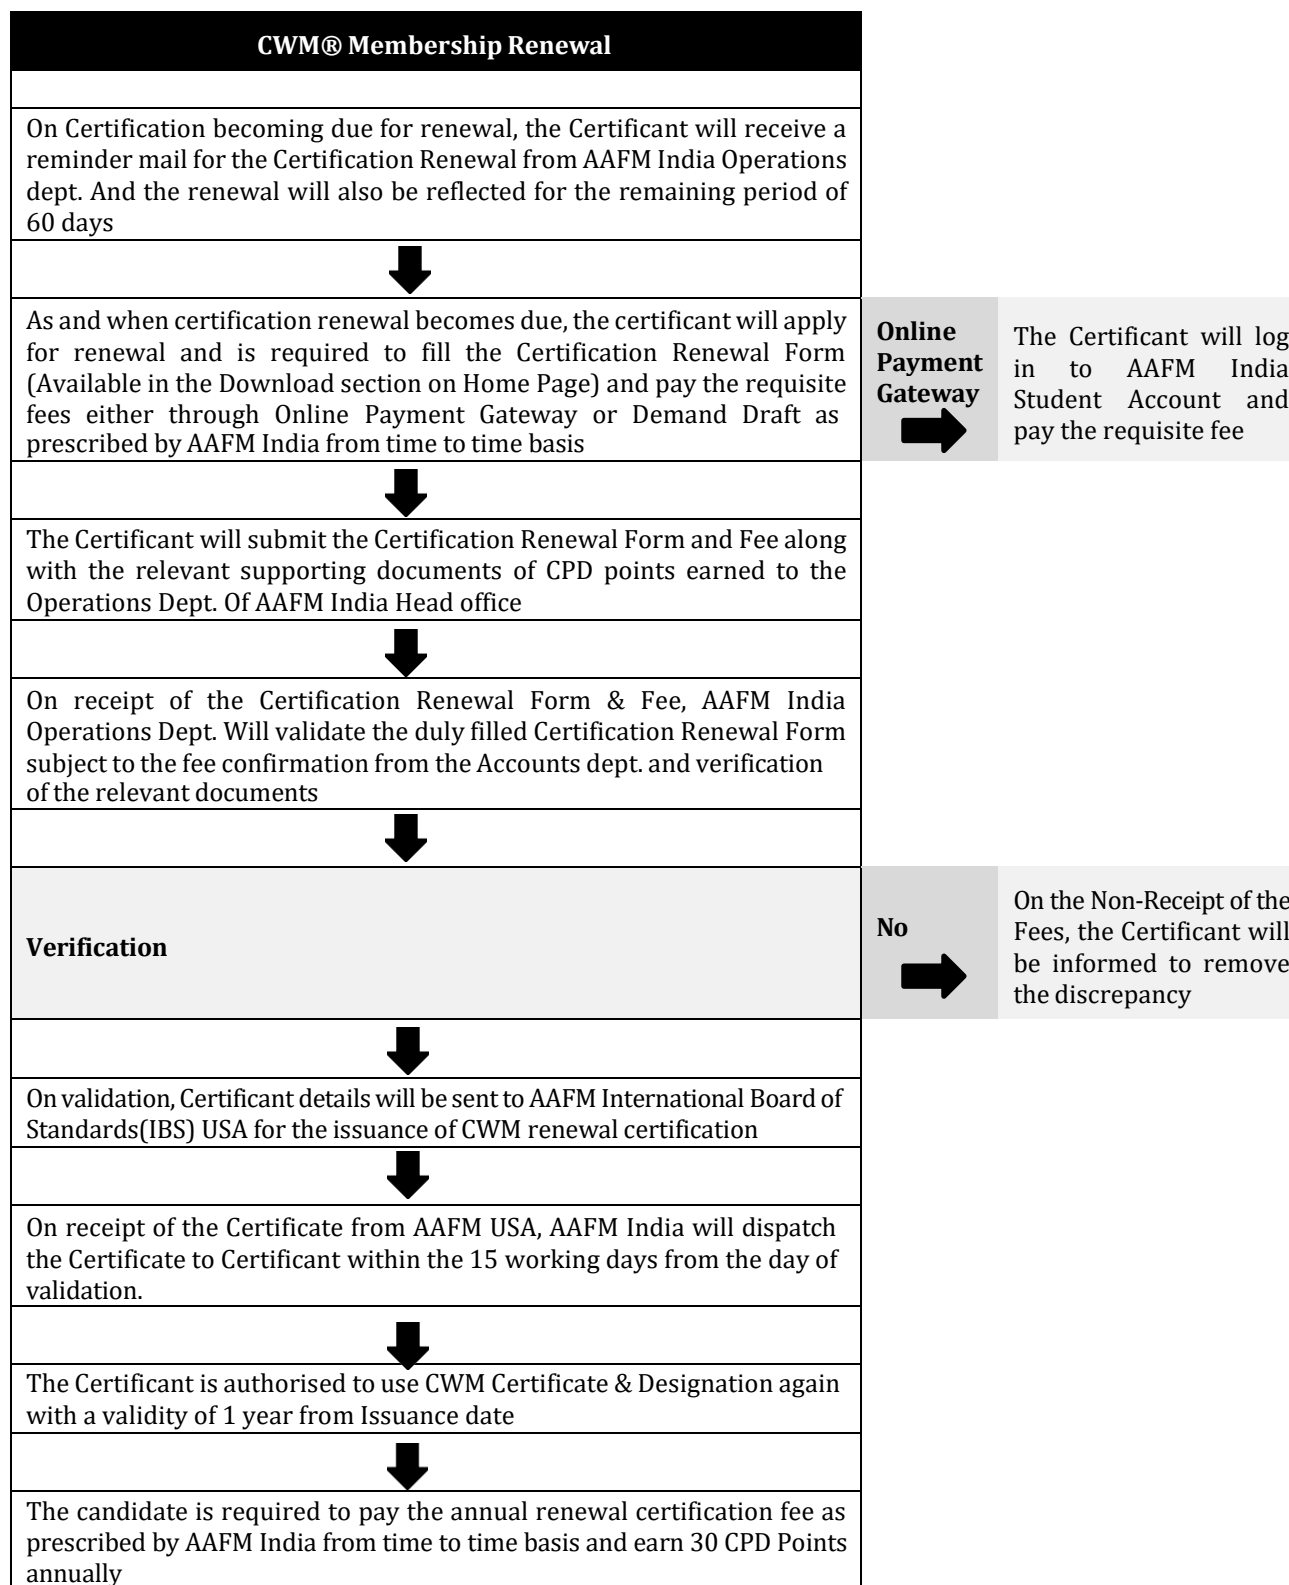 CWM® Membership Renewal
On Certification becoming due for renewal, the Certificant will receive a
reminder mail for the Certification Renewal from AAFM India Operations
dept. And the renewal will also be reflected for the remaining period of
60 days
As and when certification renewal becomes due, the certificant will apply
for renewal and is required to fill the Certification Renewal Form
(Available in the Download section on Home Page) and pay the requisite
fees either through Online Payment Gateway or Demand Draft as
prescribed by AAFM India from time to time basis
Online
Payment
Gateway
The Certificant will log
in to AAFM India
Student Account and
pay the requisite fee
The Certificant will submit the Certification Renewal Form and Fee along
with the relevant supporting documents of CPD points earned to the
Operations Dept. Of AAFM India Head office
On receipt of the Certification Renewal Form & Fee, AAFM India
Operations Dept. Will validate the duly filled Certification Renewal Form
subject to the fee confirmation from the Accounts dept. and verification
of the relevant documents
Verification
No
On the Non-Receipt of the
Fees, the Certificant will
be informed to remove
the discrepancy
On validation, Certificant details will be sent to AAFM International Board of
Standards(IBS) USA for the issuance of CWM renewal certification
On receipt of the Certificate from AAFM USA, AAFM India will dispatch
the Certificate to Certificant within the 15 working days from the day of
validation.
The Certificant is authorised to use CWM Certificate & Designation again
with a validity of 1 year from Issuance date
The candidate is required to pay the annual renewal certification fee as
prescribed by AAFM India from time to time basis and earn 30 CPD Points
annually